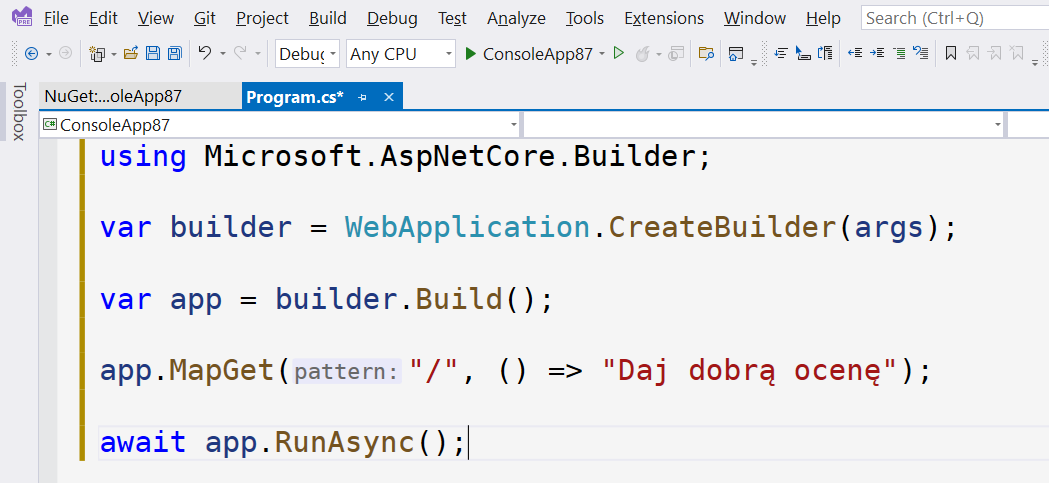 File Edit View Git Project Build Debug Test Analyze Tools Extensions Window Help Search (Ctrl+Q)
Debug Any CPU ConsoleApp87
Toolbox
NuGet:...oleApp87 Program.cs*
C# ConsoleApp87
using Microsoft.AspNetCore.Builder;
var builder = WebApplication.CreateBuilder(args);
var app = builder.Build();
app.MapGet(pattern: "/", () => "Daj dobrą ocenę");
await app.RunAsync();